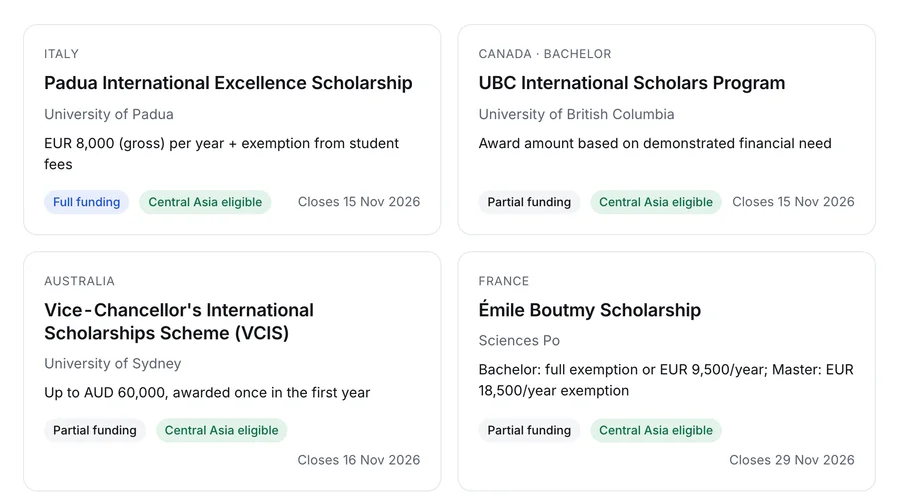 ITALY
Padua International Excellence Scholarship
University of Padua
EUR 8,000 (gross) per year + exemption from student
fees
Full funding
Central Asia eligible
Closes 15 Nov 2026
CANADA · BACHELOR
UBC International Scholars Program
University of British Columbia
Award amount based on demonstrated financial need
Partial funding
Central Asia eligible
Closes 15 Nov 2026
AUSTRALIA
Vice-Chancellor's International
Scholarships Scheme (VCIS)
University of Sydney
Up to AUD 60,000, awarded once in the first year
Partial funding
Central Asia eligible
Closes 16 Nov 2026
FRANCE
Émile Boutmy Scholarship
Sciences Po
Bachelor: full exemption or EUR 9,500/year; Master: EUR
18,500/year exemption
Partial funding
Central Asia eligible
Closes 29 Nov 2026